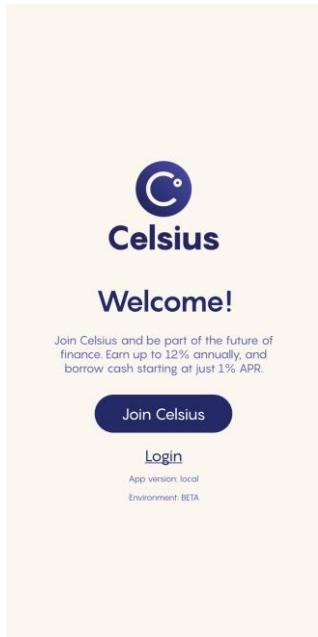 Celsius
Welcome!
Join Celsius and be part of the future of
finance. Earn up to 12% annually, and
borrow cash starting at just 1% APR.
Join Celsius
Login
App version: local
Environment: BETA